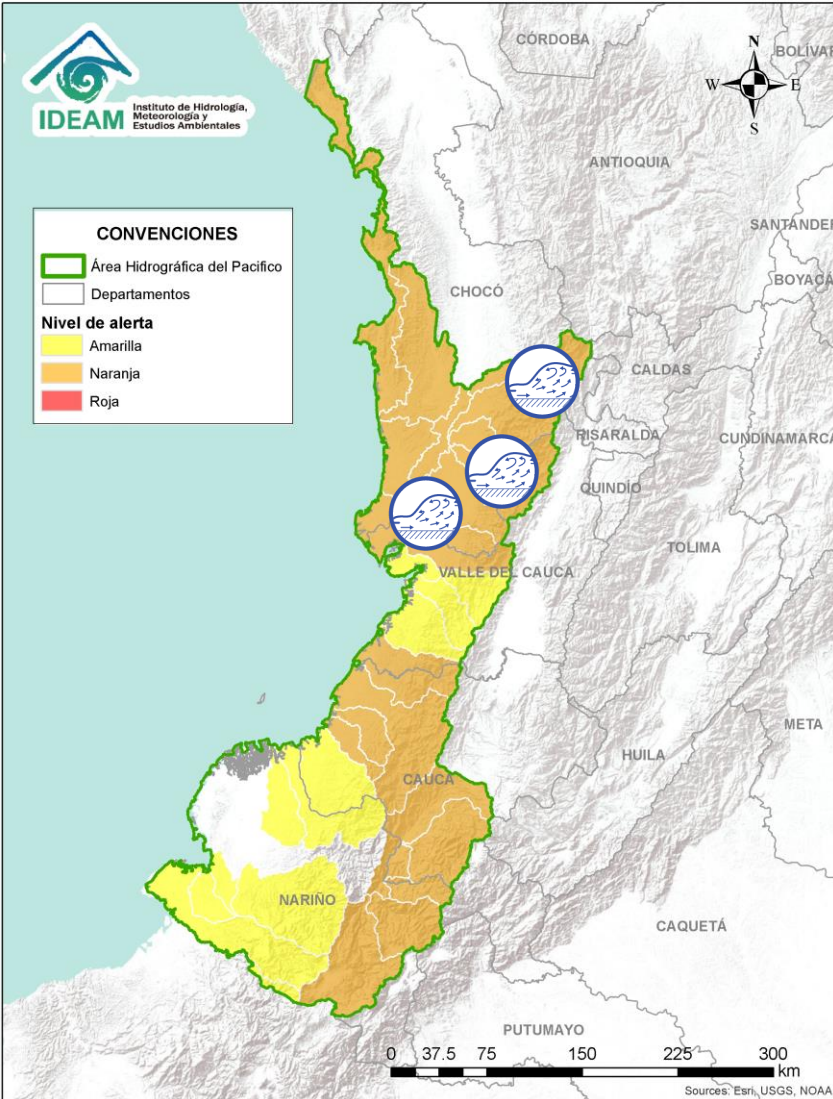 IDEAM
Instituto de Hidrología,
Meteorología y
Estudios Ambientales
CÓRDOBA
BOLÍVAR
N
W
E
S
ANTIOQUIA
SANTANDER
BOYACÁ
CONVENCIONES
Área Hidrográfica del Pacifico
Departamentos
Nivel de alerta
Amarilla
Naranja
Roja
CHOCÓ
CALDAS
RISARALDA
CUNDINAMARCA
QUINDÍO
TOLIMA
VALLE DEL CAUCA
META
HUILA
CAUCA
NARIÑO
CAQUETÁ
PUTUMAYO
0 37.5 75 150 225 300
km
Sources: Esri, USGS, NOAA